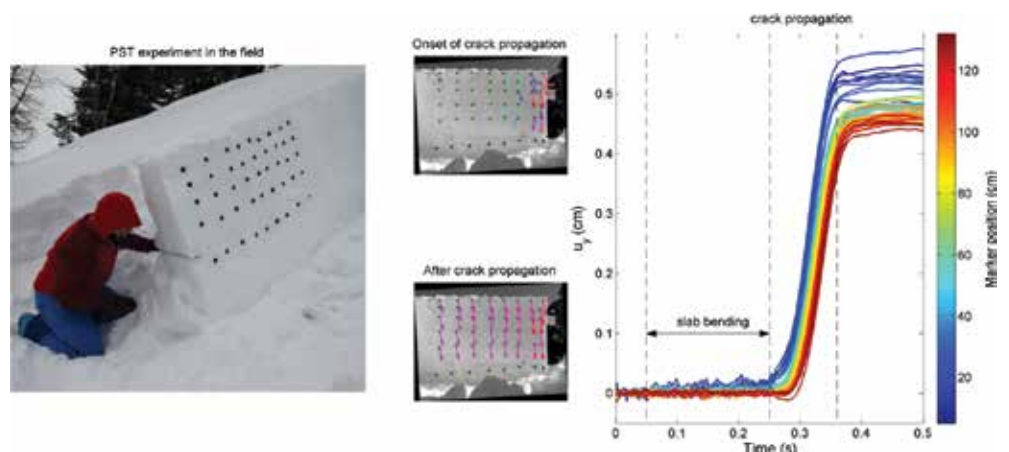 PST experiment in the field
Onset of crack propagation
After crack propagation
crack propagation
slab bending
u_y (cm)
0.5
0.4
0.3
0.2
0.1
0
0
0.1
0.2
0.3
0.4
0.5
Time (s)
120
100
80
60
40
20
Marker position (cm)